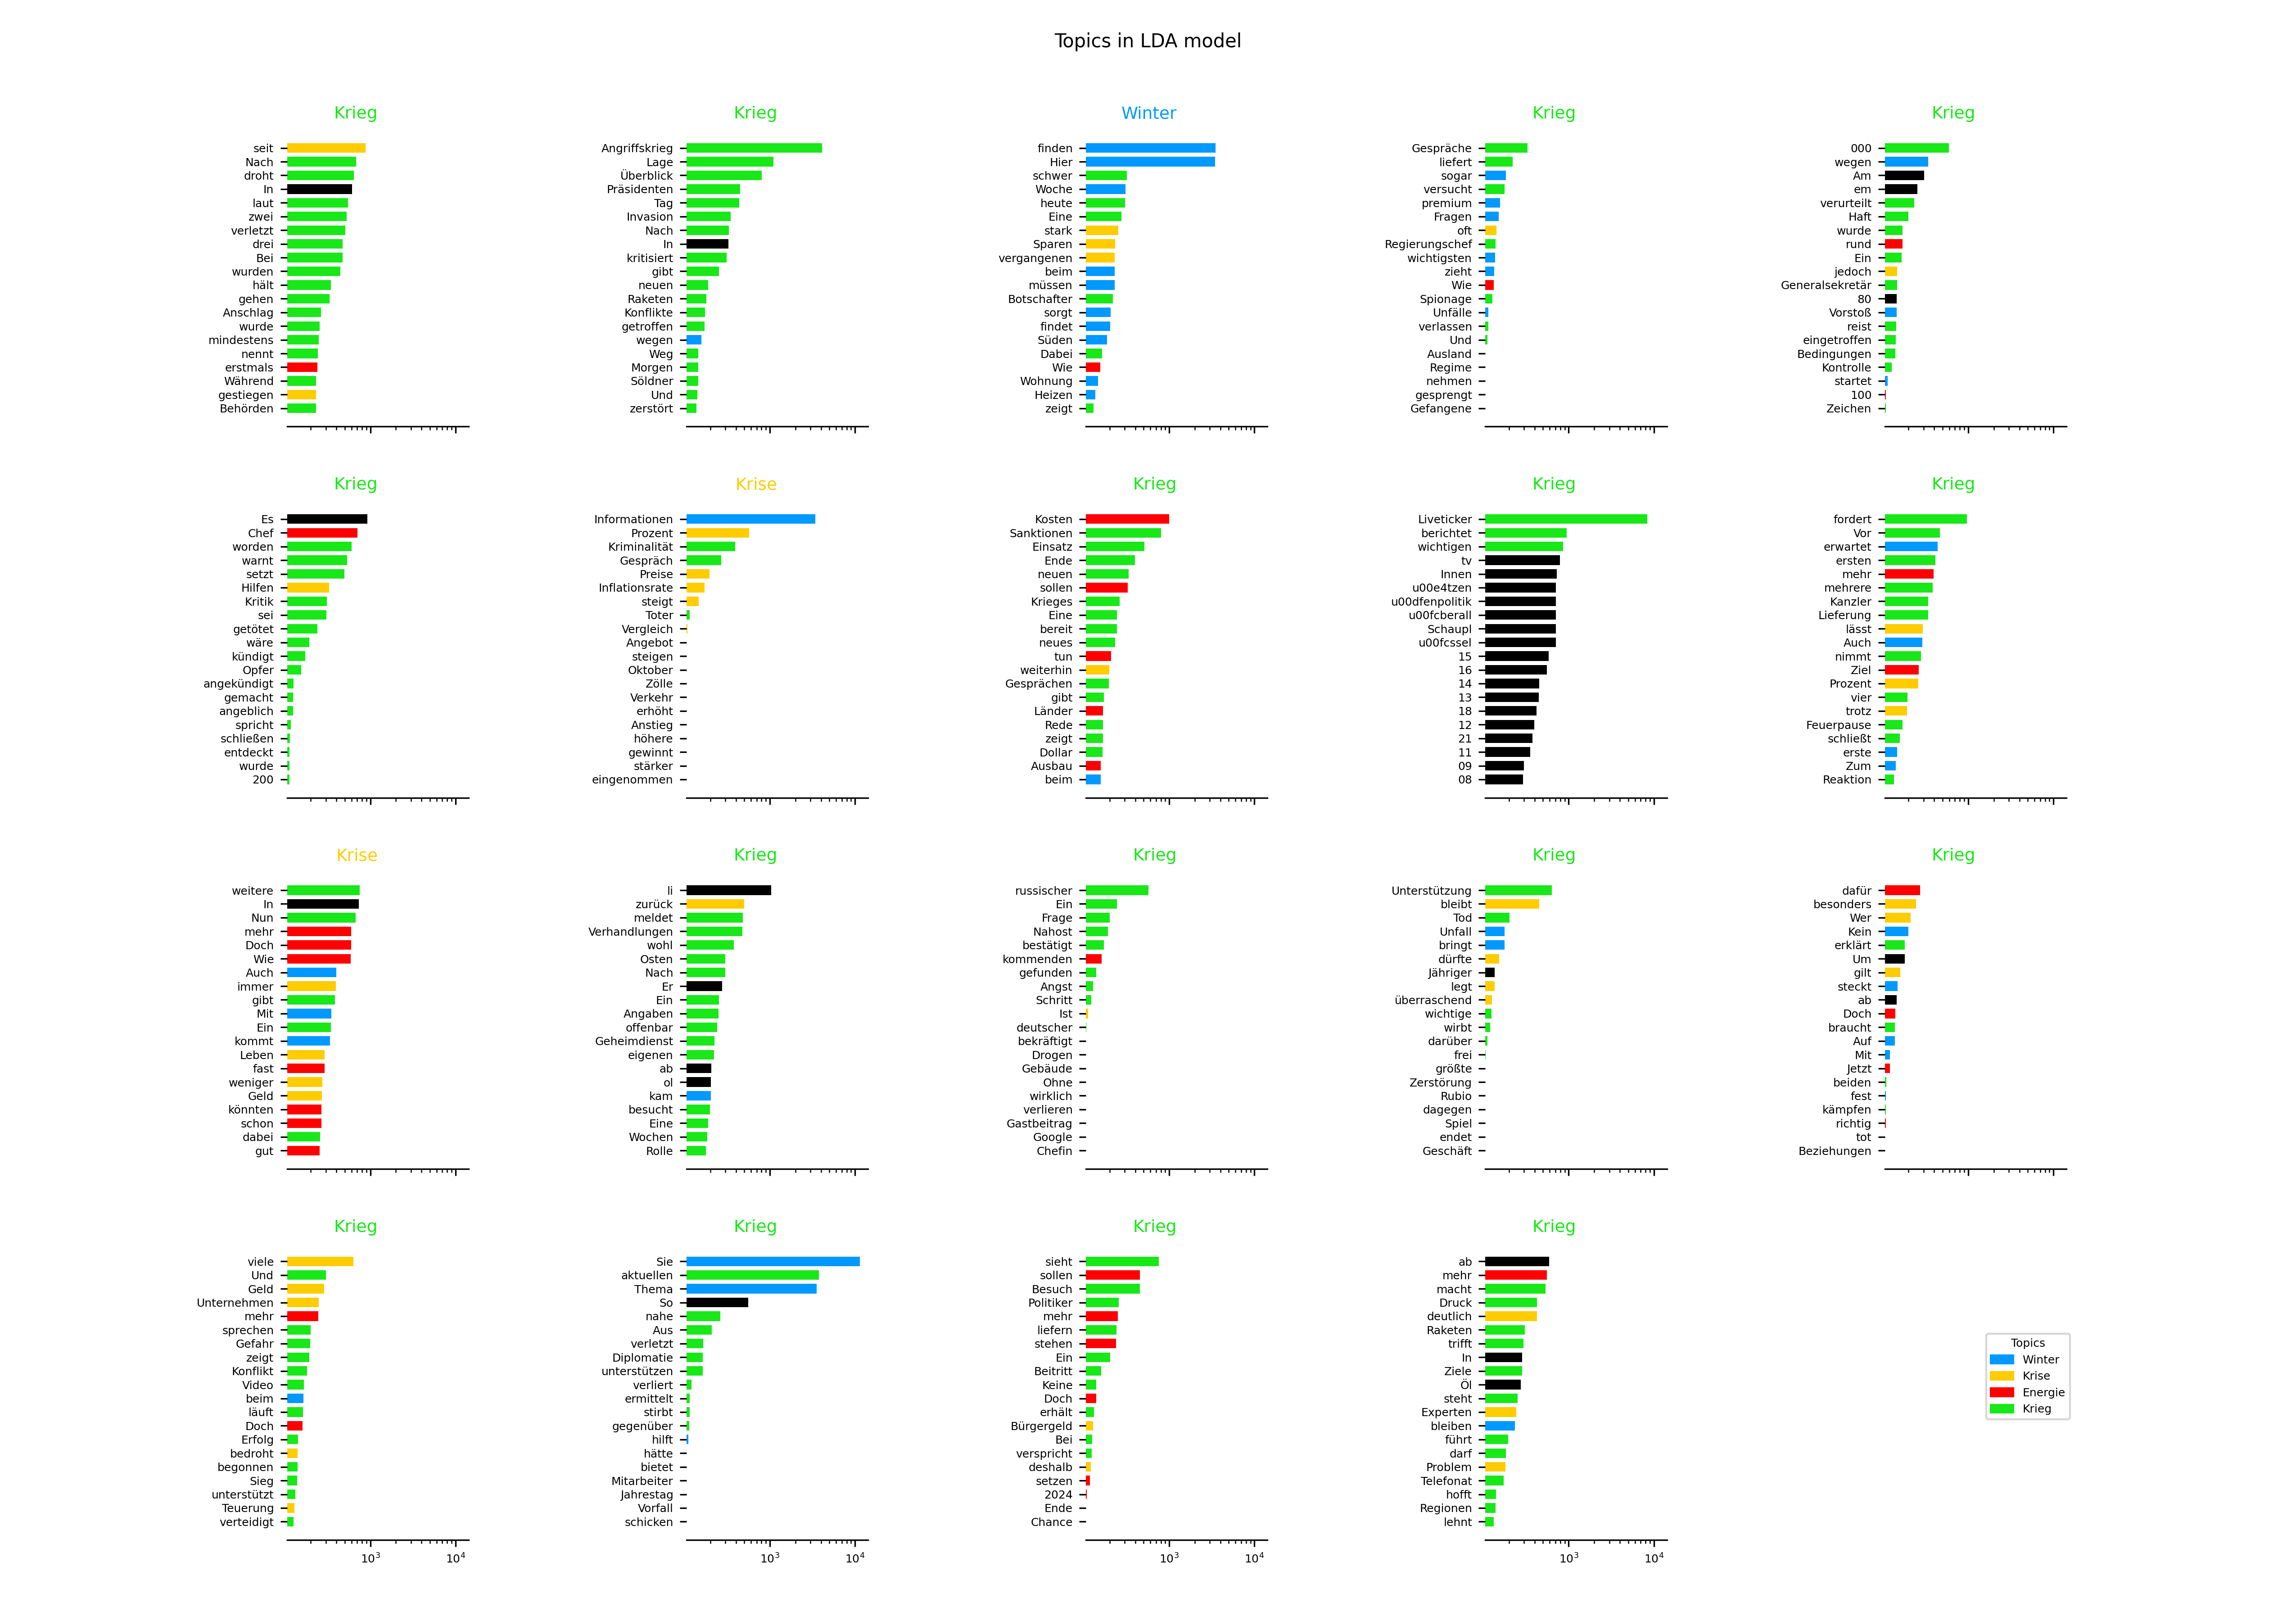 Topics in LDA model
Krieg
seit
Nach
droht
In
laut
zwei
verletzt
drei
Bei
wurden
hält
gehen
Anschlag
wurde
mindestens
nennt
erstmals
Während
gestiegen
Behörden
Krieg
Angriffskrieg
Lage
Überblick
Präsidenten
Tag
Invasion
Nach
In
kritisiert
gibt
neuen
Raketen
Konflikte
getroffen
wegen
Weg
Morgen
Söldner
Und
zerstört
Winter
finden
Hier
schwer
Woche
heute
Eine
stark
Sparen
vergangenen
beim
müssen
Botschafter
sorgt
findet
Süden
Dabei
Wie
Wohnung
Heizen
zeigt
Krieg
Gespräche
liefert
sogar
versucht
premium
Fragen
oft
Regierungschef
wichtigsten
zieht
Wie
Spionage
Unfälle
verlassen
Und
Ausland
Regime
nehmen
gesprengt
Gefangene
Krieg
000
wegen
Am
em
verurteilt
Haft
wurde
rund
Ein
jedoch
Generalsekretär
80
Vorstoß
reist
eingetroffen
Bedingungen
Kontrolle
startet
100
Zeichen
Krieg
Es
Chef
worden
warnt
setzt
Hilfen
Kritik
sei
getötet
wäre
kündigt
Opfer
angekündigt
gemacht
angeblich
spricht
schließen
entdeckt
wurde
200
Krise
Informationen
Prozent
Kriminalität
Gespräch
Preise
Inflationsrate
steigt
Toter
Vergleich
Angebot
steigen
Oktober
Zölle
Verkehr
erhöht
Anstieg
höhere
gewinnt
stärker
eingenommen
Krieg
Kosten
Sanktionen
Einsatz
Ende
neuen
sollen
Krieges
Eine
bereit
neues
tun
weiterhin
Gesprächen
gibt
Länder
Rede
zeigt
Dollar
Ausbau
beim
Krieg
Liveticker
berichtet
wichtigen
tv
Innen
u00e4tzen
u00dfenpolitik
u00fcberall
Schaupl
u00fcssel
15
16
14
13
18
12
21
11
09
08
Krieg
fordert
Vor
erwartet
ersten
mehr
mehrere
Kanzler
Lieferung
lässt
Auch
nimmt
Ziel
Prozent
vier
trotz
Feuerpause
schließt
erste
Zum
Reaktion
Krise
weitere
In
Nun
mehr
Doch
Wie
Auch
immer
gibt
Mit
Ein
kommt
Leben
fast
weniger
Geld
könnten
schon
dabei
gut
Krieg
li
zurück
meldet
Verhandlungen
wohl
Osten
Nach
Er
Ein
Angaben
offenbar
Geheimdienst
eigenen
ab
ol
kam
besucht
Eine
Wochen
Rolle
Krieg
russischer
Ein
Frage
Nahost
bestätigt
kommenden
gefunden
Angst
Schritt
Ist
deutscher
bekräftigt
Drogen
Gebäude
Ohne
wirklich
verlieren
Gastbeitrag
Google
Chefin
Krieg
Unterstützung
bleibt
Tod
Unfall
bringt
dürfte
Jähriger
legt
überraschend
wichtige
wirbt
darüber
frei
größte
Zerstörung
Rubio
dagegen
Spiel
endet
Geschäft
Krieg
dafür
besonders
Wer
Kein
erklärt
Um
gilt
steckt
ab
Doch
braucht
Auf
Mit
Jetzt
beiden
fest
kämpfen
richtig
tot
Beziehungen
Krieg
viele
Und
Geld
Unternehmen
mehr
sprechen
Gefahr
zeigt
Konflikt
Video
beim
läuft
Doch
Erfolg
bedroht
begonnen
Sieg
unterstützt
Teuerung
verteidigt
10³ 10⁴
Krieg
Sie
aktuellen
Thema
So
nahe
Aus
verletzt
Diplomatie
unterstützen
verliert
ermittelt
stirbt
gegenüber
hilft
hätte
bietet
Mitarbeiter
Jahrestag
Vorfall
schicken
10³ 10⁴
Krieg
sieht
sollen
Besuch
Politiker
mehr
liefern
stehen
Ein
Beitritt
Keine
Doch
erhält
Bürgergeld
Bei
verspricht
deshalb
setzen
2024
Ende
Chance
10³ 10⁴
Krieg
ab
mehr
macht
Druck
deutlich
Raketen
trifft
In
Ziele
Öl
steht
Experten
bleiben
führt
darf
Problem
Telefonat
hofft
Regionen
lehnt
10³ 10⁴
Topics
Winter
Krise
Energie
Krieg